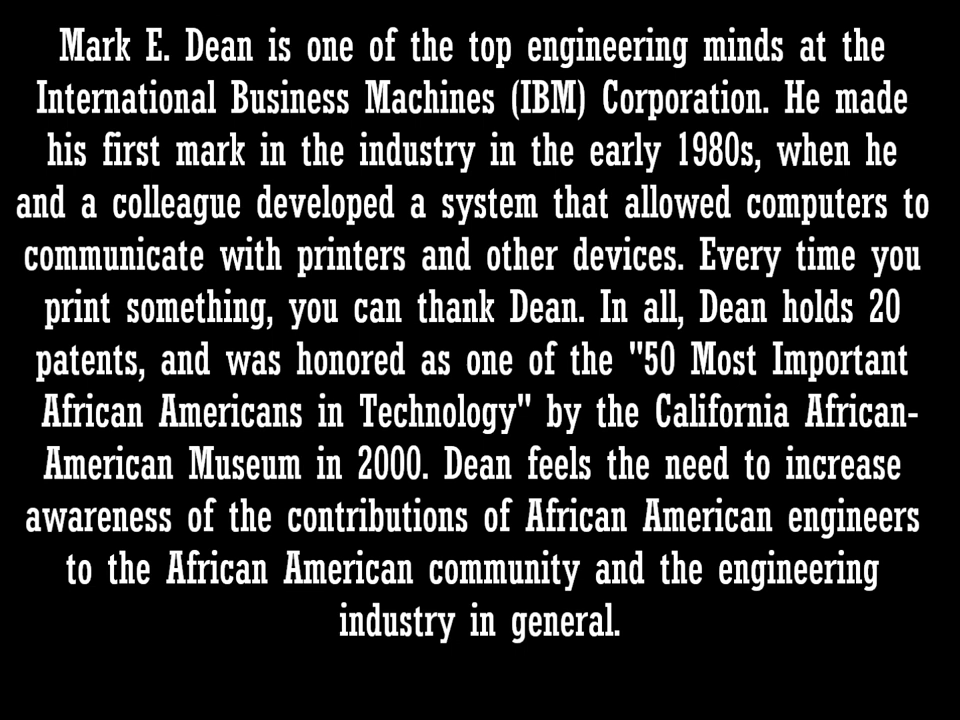 Mark E. Dean is one of the top engineering minds at the
International Business Machines (IBM) Corporation. He made
his first mark in the industry in the early 1980s, when he
and a colleague developed a system that allowed computers to
communicate with printers and other devices. Every time you
print something, you can thank Dean. In all, Dean holds 20
patents, and was honored as one of the "50 Most Important
African Americans in Technology" by the California African-
American Museum in 2000. Dean feels the need to increase
awareness of the contributions of African American engineers
to the African American community and the engineering
industry in general.